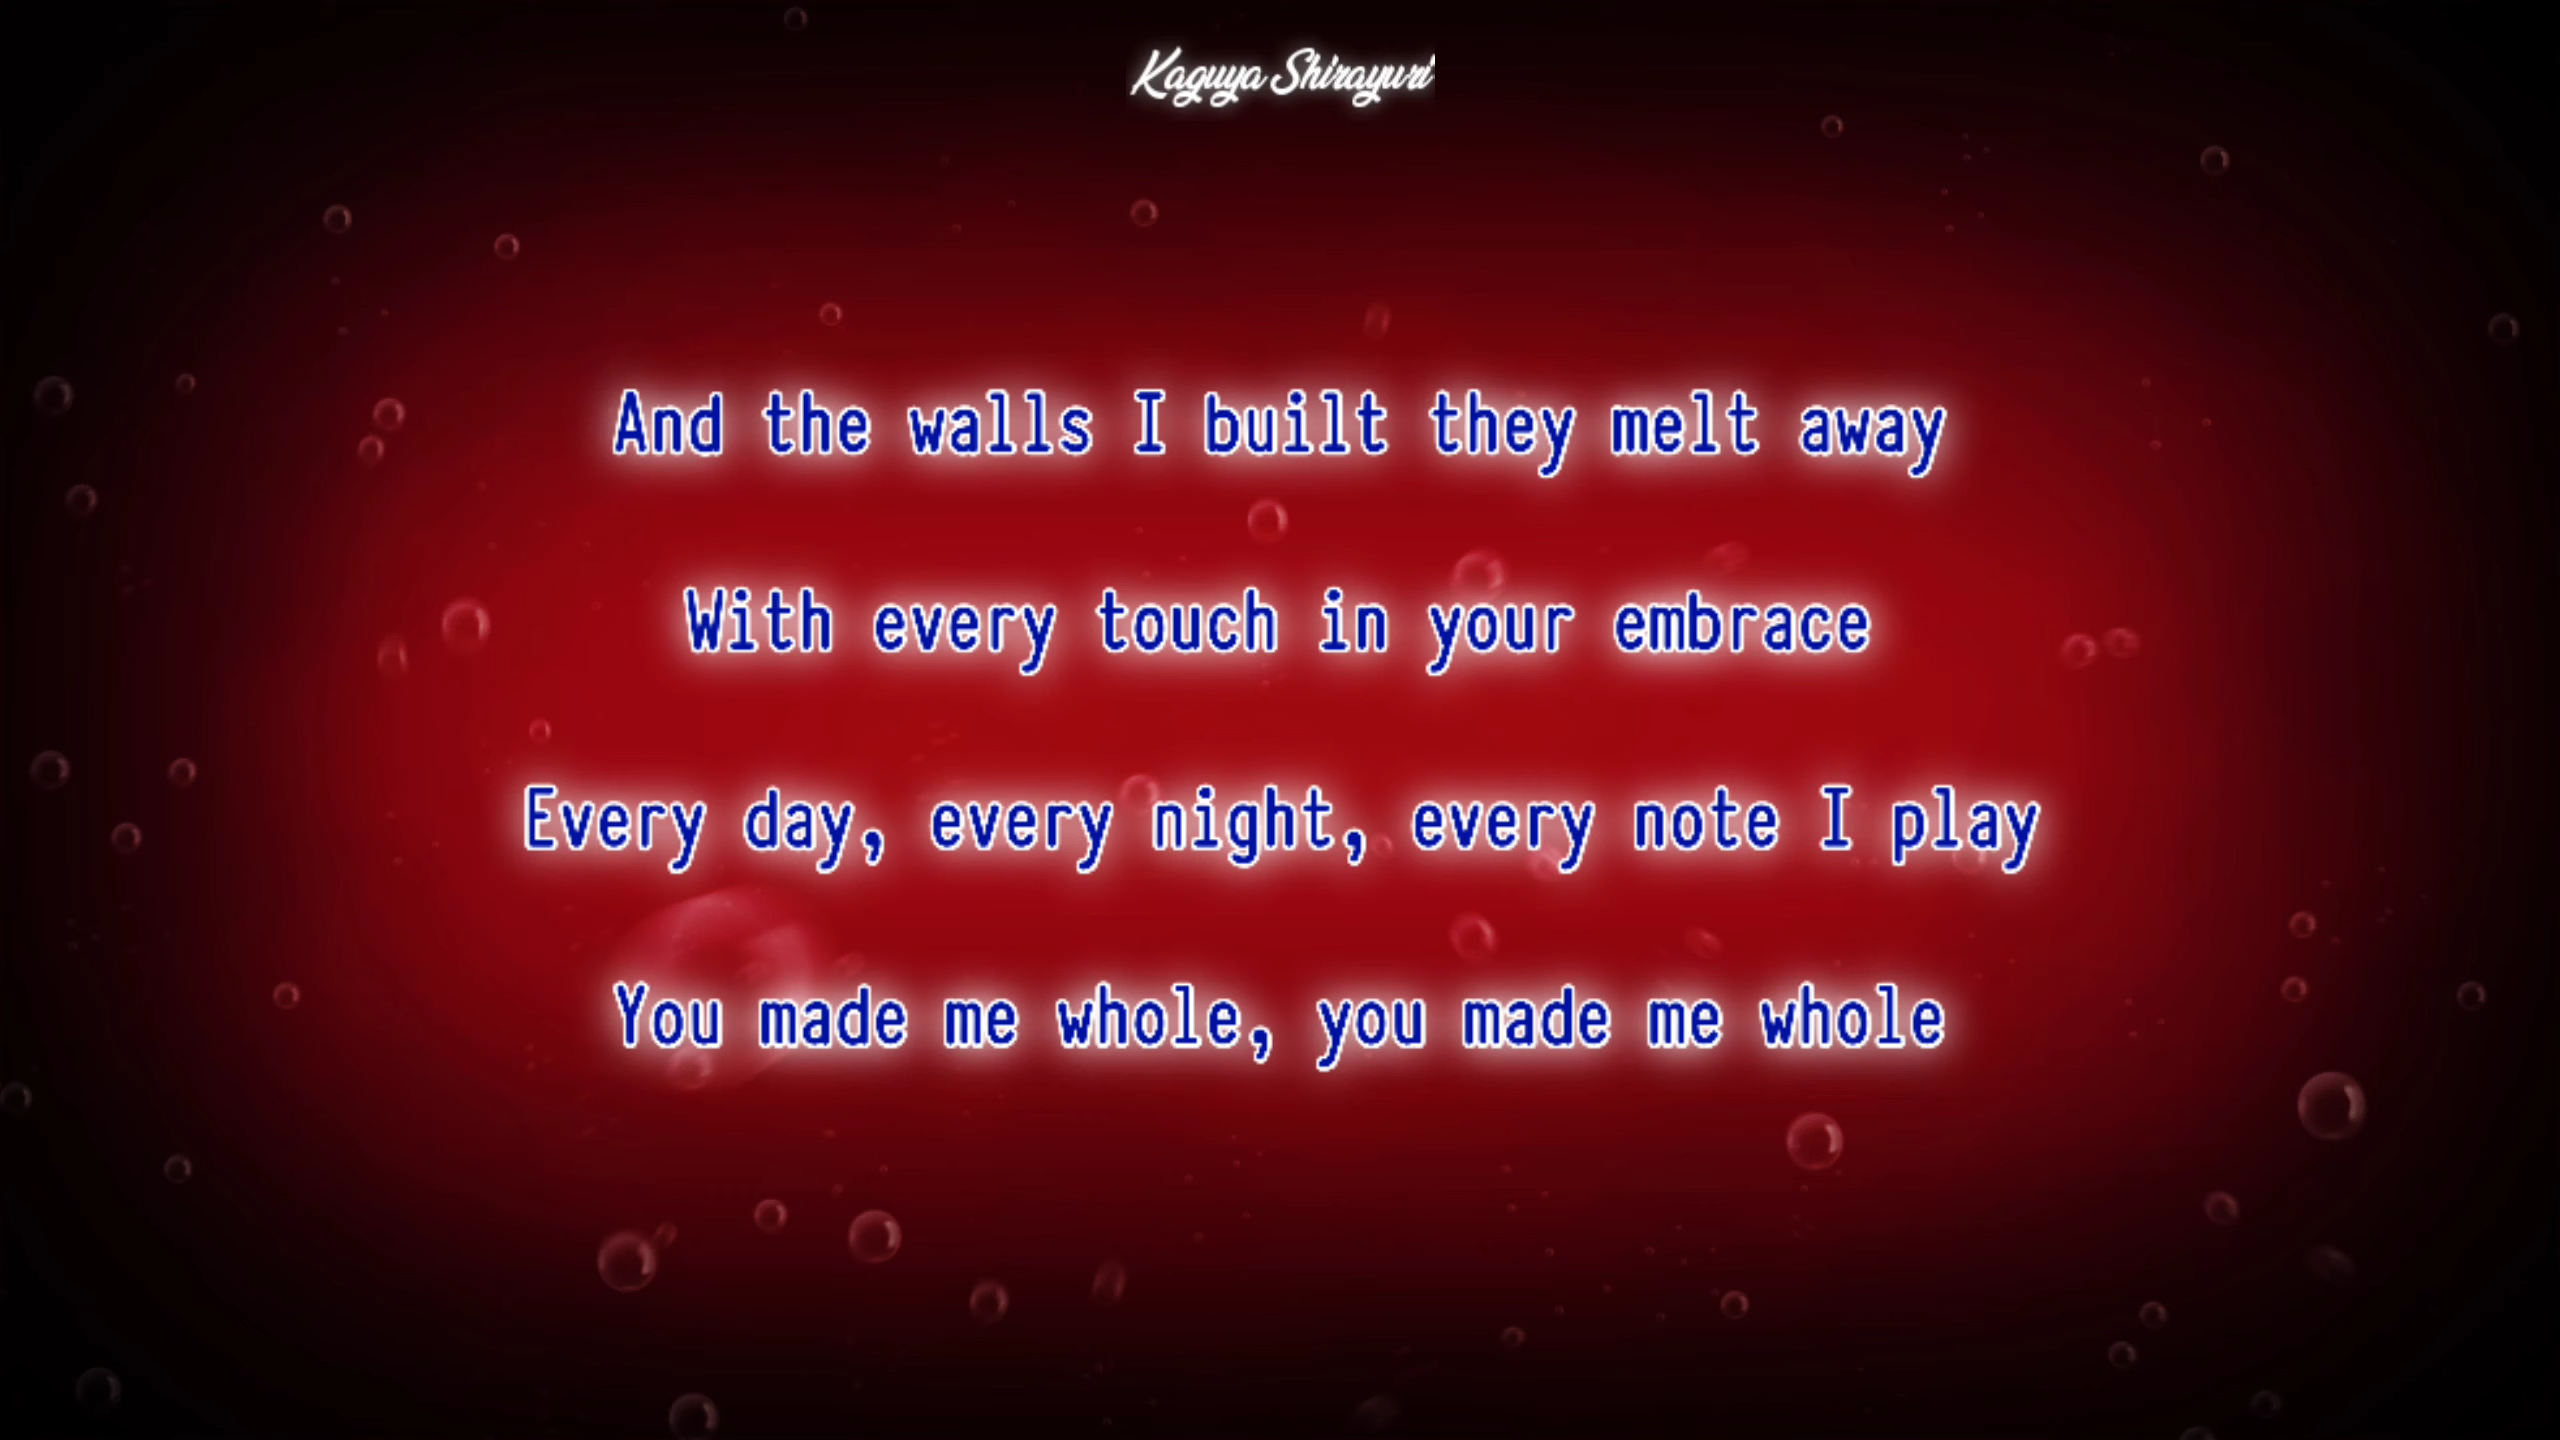 Kaguya Shirayuri
And the walls I built they melt away
With every touch in your embrace
Every day, every night, every note I play
You made me whole, you made me whole